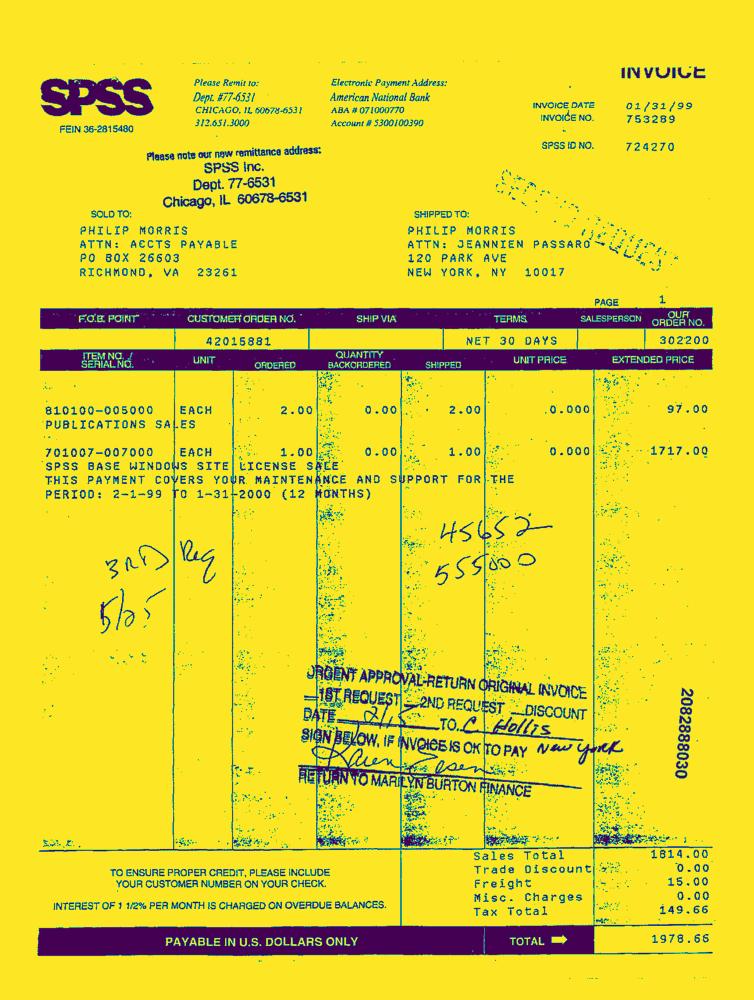 INVOICE
SPSS
FEIN 36-2815480
Please Remit to:
Dept. #77-6531
CHICAGO, IL 60678-6531
312.651.3000
Electronic Payment Address:
American National Bank
ABA # 071000770
Account # 5300100390
INVOICE DATE 01/31/99
INVOICE NO. 753289
SPSS ID NO. 724270
Please note our new remittance address:
SPSS Inc.
Dept. 77-6531
Chicago, IL 60678-6531
SOLD TO:
PHILIP MORRIS
ATTN: ACCTS PAYABLE
PO BOX 26603
RICHMOND, VA 23261
SHIPPED TO:
PHILIP MORRIS
ATTN: JEANNIEN PASSARO
120 PARK AVE
NEW YORK, NY 10017
PAGE 1
F.O.B. POINT CUSTOMER ORDER NO. SHIP VIA TERMS SALESPERSON OUR ORDER NO.
42015881 NET 30 DAYS 302200
ITEM NO. / SERIAL NO. UNIT ORDERED QUANTITY BACKORDERED SHIPPED UNIT PRICE EXTENDED PRICE
810100-005000 EACH 2.00 0.00 2.00 0.000 97.00
PUBLICATIONS SALES
701007-007000 EACH 1.00 0.00 1.00 0.000 1717.00
SPSS BASE WINDOWS SITE LICENSE SALE
THIS PAYMENT COVERS YOUR MAINTENANCE AND SUPPORT FOR THE
PERIOD: 2-1-99 TO 1-31-2000 (12 MONTHS)
45652
555000
3RD Req
5/25
URGENT APPROVAL-RETURN ORIGINAL INVOICE
1ST REQUEST 2ND REQUEST DISCOUNT
DATE 2/15 TO C Hollis
SIGN BELOW, IF INVOICE IS OK TO PAY New York
Karen
RETURN TO MARILYN BURTON FINANCE
2082888030
Sales Total 1814.00
Trade Discount 0.00
Freight 15.00
Misc. Charges 0.00
Tax Total 149.66
TO ENSURE PROPER CREDIT, PLEASE INCLUDE
YOUR CUSTOMER NUMBER ON YOUR CHECK.
INTEREST OF 1 1/2% PER MONTH IS CHARGED ON OVERDUE BALANCES.
PAYABLE IN U.S. DOLLARS ONLY
TOTAL 1978.66